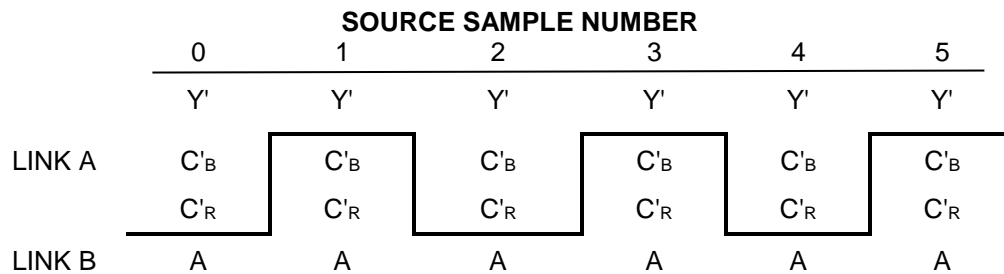 SOURCE SAMPLE NUMBER
0 1 2 3 4 5
Y' Y' Y' Y' Y' Y'
LINK A C'B C'B C'B C'B C'B C'B
C'R C'R C'R C'R C'R C'R
LINK B A A A A A A